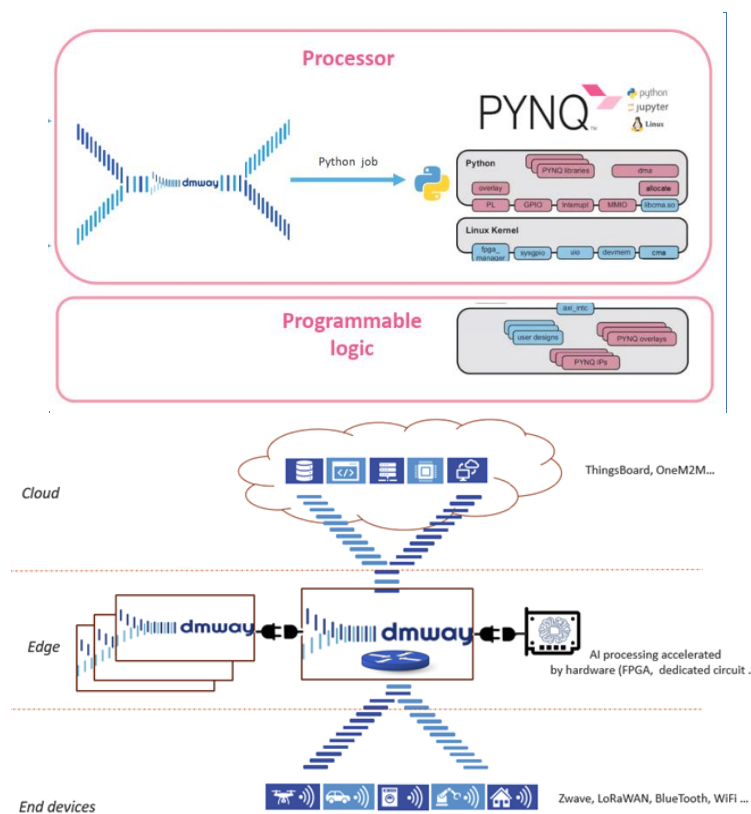 Processor
PYNQ™
python
jupyter
Linux
dmway
Python job
Python
PYNQ libraries
dma
overlay
allocate
PL
GPIO
Interrupt
MMIO
libcma.so
Linux Kernel
fpga_
manager
sysgpio
uio
devmem
cma
Programmable
logic
axi_intc
user designs
PYNQ overlays
PYNQ IPs
Cloud
</>
ThingsBoard, OneM2M...
Edge
dmway
dmway
AI processing accelerated
by hardware (FPGA, dedicated circuit .
End devices
Zwave, LoRaWAN, BlueTooth, WiFi ...